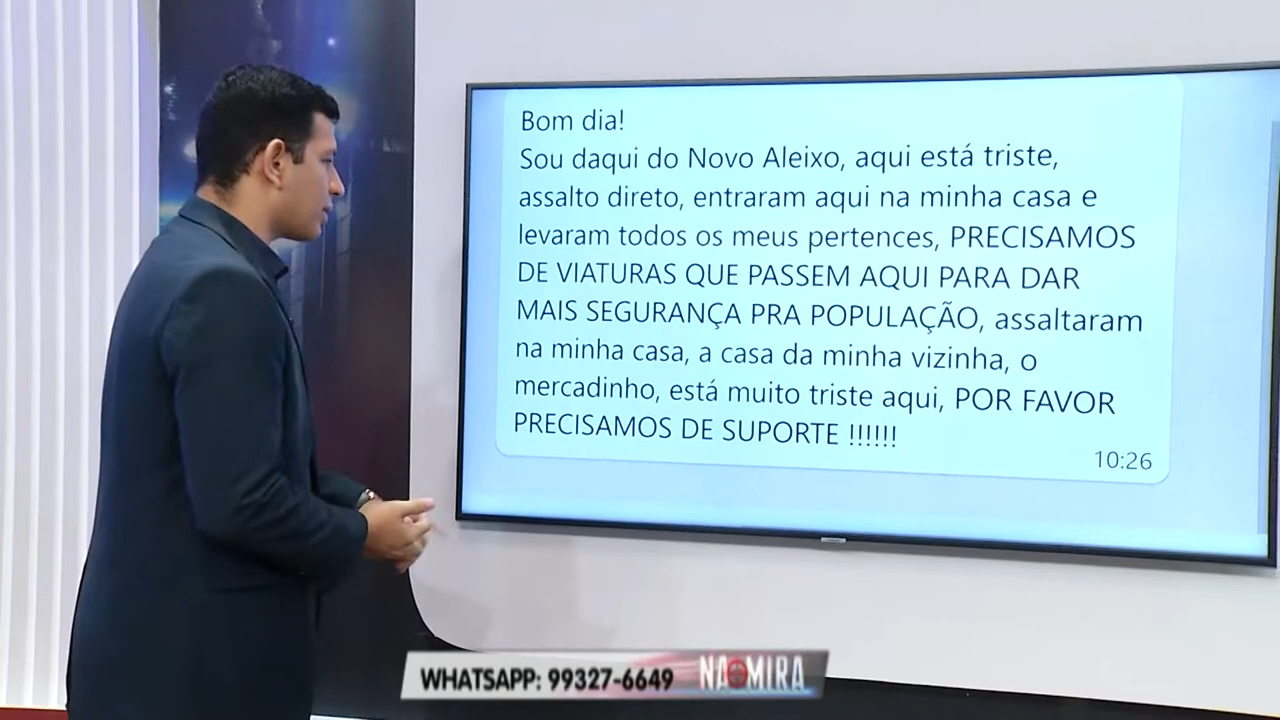 Bom dia!
Sou daqui do Novo Aleixo, aqui está triste,
assalto direto, entraram aqui na minha casa e
levaram todos os meus pertences, PRECISAMOS
DE VIATURAS QUE PASSEM AQUI PARA DAR
MAIS SEGURANÇA PRA POPULAÇÃO, assaltaram
na minha casa, a casa da minha vizinha, o
mercadinho, está muito triste aqui, POR FAVOR
PRECISAMOS DE SUPORTE !!!!!!
10:26
WHATSAPP: 99327-6649 NA MIRA